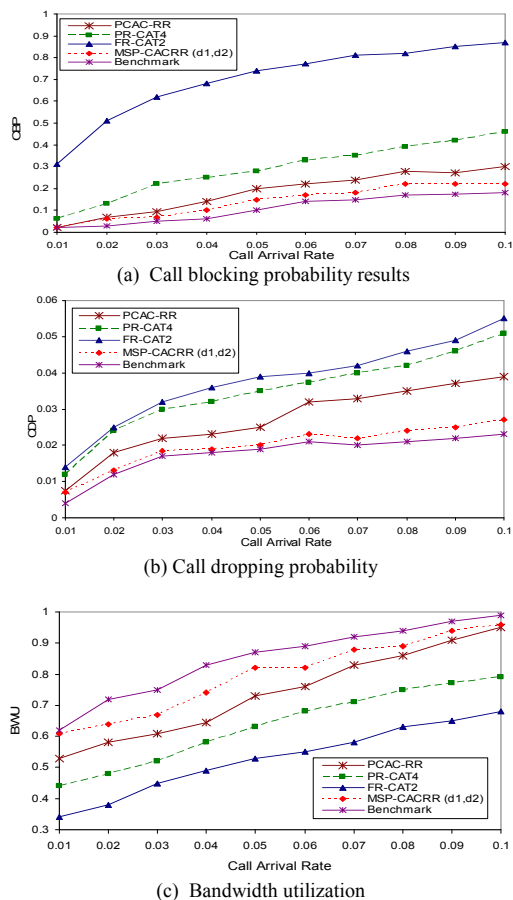 1
0.9
0.8
0.7
0.6
0.5
0.4
0.3
0.2
0.1
0
CBP
PCAC-RR
PR-CAT4
FR-CAT2
MSP-CACRR (d1,d2)
Benchmark
0.01 0.02 0.03 0.04 0.05 0.06 0.07 0.08 0.09 0.1
Call Arrival Rate
(a) Call blocking probability results
0.06
0.05
0.04
0.03
0.02
0.01
0
CDP
PCAC-RR
PR-CAT4
FR-CAT2
MSP-CACRR (d1,d2)
Benchmark
0.01 0.02 0.03 0.04 0.05 0.06 0.07 0.08 0.09 0.1
Call Arrival Rate
(b) Call dropping probability
1
0.9
0.8
0.7
0.6
0.5
0.4
0.3
BWU
PCAC-RR
PR-CAT4
FR-CAT2
MSP-CACRR (d1,d2)
Benchmark
0.01 0.02 0.03 0.04 0.05 0.06 0.07 0.08 0.09 0.1
Call Arrival Rate
(c) Bandwidth utilization